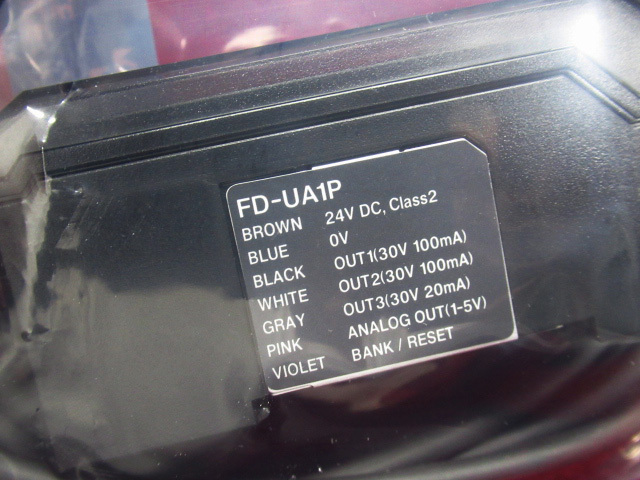 FD-UA1P
BROWN 24V DC, Class2
BLUE 0V
BLACK OUT1(30V 100mA)
WHITE OUT2(30V 100mA)
GRAY OUT3(30V 20mA)
PINK ANALOG OUT(1-5V)
VIOLET BANK / RESET